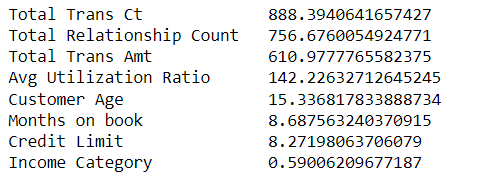 Total Trans Ct 888.3940641657427
Total Relationship Count 756.6760054924771
Total Trans Amt 610.9777765582375
Avg Utilization Ratio 142.22632712645245
Customer Age 15.336817833888734
Months on book 8.687563240370915
Credit Limit 8.27198063706079
Income Category 0.59006209677187